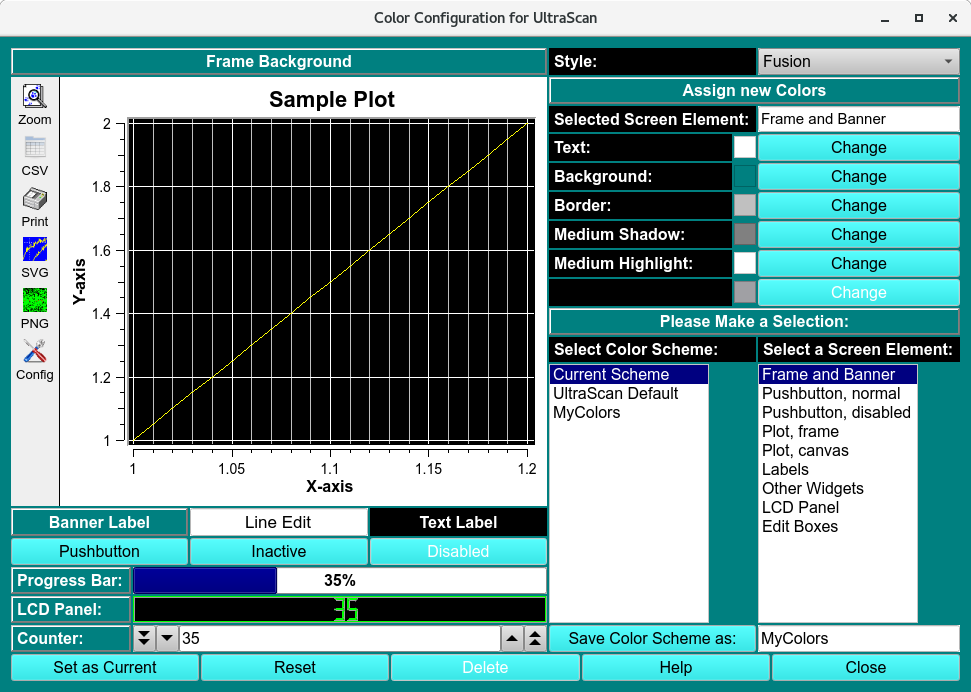 Color Configuration for UltraScan
Frame Background
Style:
Fusion
Assign new Colors
Selected Screen Element:
Frame and Banner
Text:
Change
Background:
Change
Border:
Change
Medium Shadow:
Change
Medium Highlight:
Change
Change
Please Make a Selection:
Select Color Scheme:
Select a Screen Element:
Current Scheme
UltraScan Default
MyColors
Frame and Banner
Pushbutton, normal
Pushbutton, disabled
Plot, frame
Plot, canvas
Labels
Other Widgets
LCD Panel
Edit Boxes
Zoom
CSV
Print
SVG
PNG
Config
Sample Plot
Y-axis
2
1.8
1.6
1.4
1.2
1
1
1.05
1.1
1.15
1.2
X-axis
Banner Label
Line Edit
Text Label
Pushbutton
Inactive
Disabled
Progress Bar:
35%
LCD Panel:
35
Counter:
35
Save Color Scheme as:
MyColors
Set as Current
Reset
Delete
Help
Close